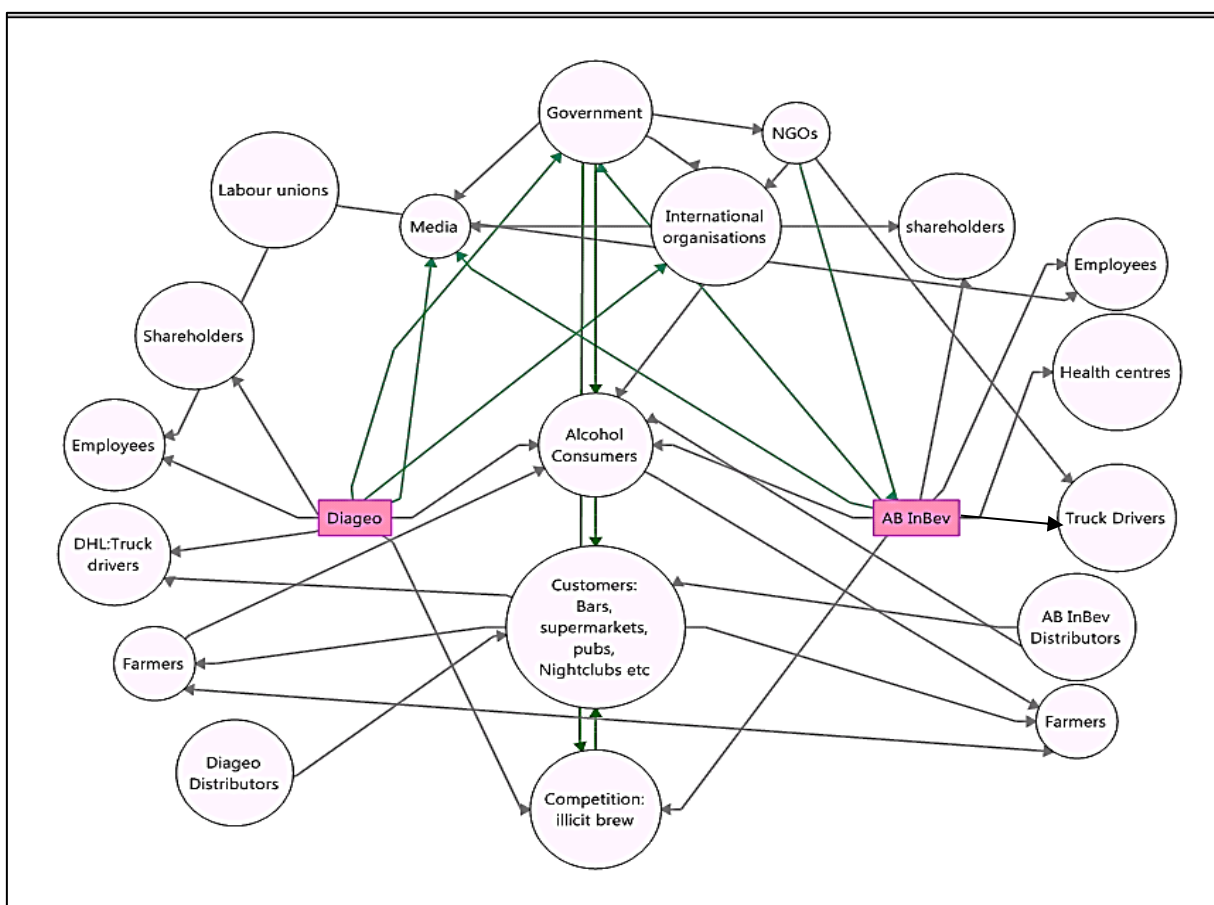 Government
NGOs
Labour unions
Media
International
organisations
shareholders
Employees
Shareholders
Health centres
Employees
Alcohol
Consumers
Diageo
AB InBev
Truck Drivers
DHL:Truck
drivers
Customers:
Bars,
supermarkets,
pubs,
Nightclubs etc
AB InBev
Distributors
Farmers
Farmers
Diageo
Distributors
Competition:
illicit brew